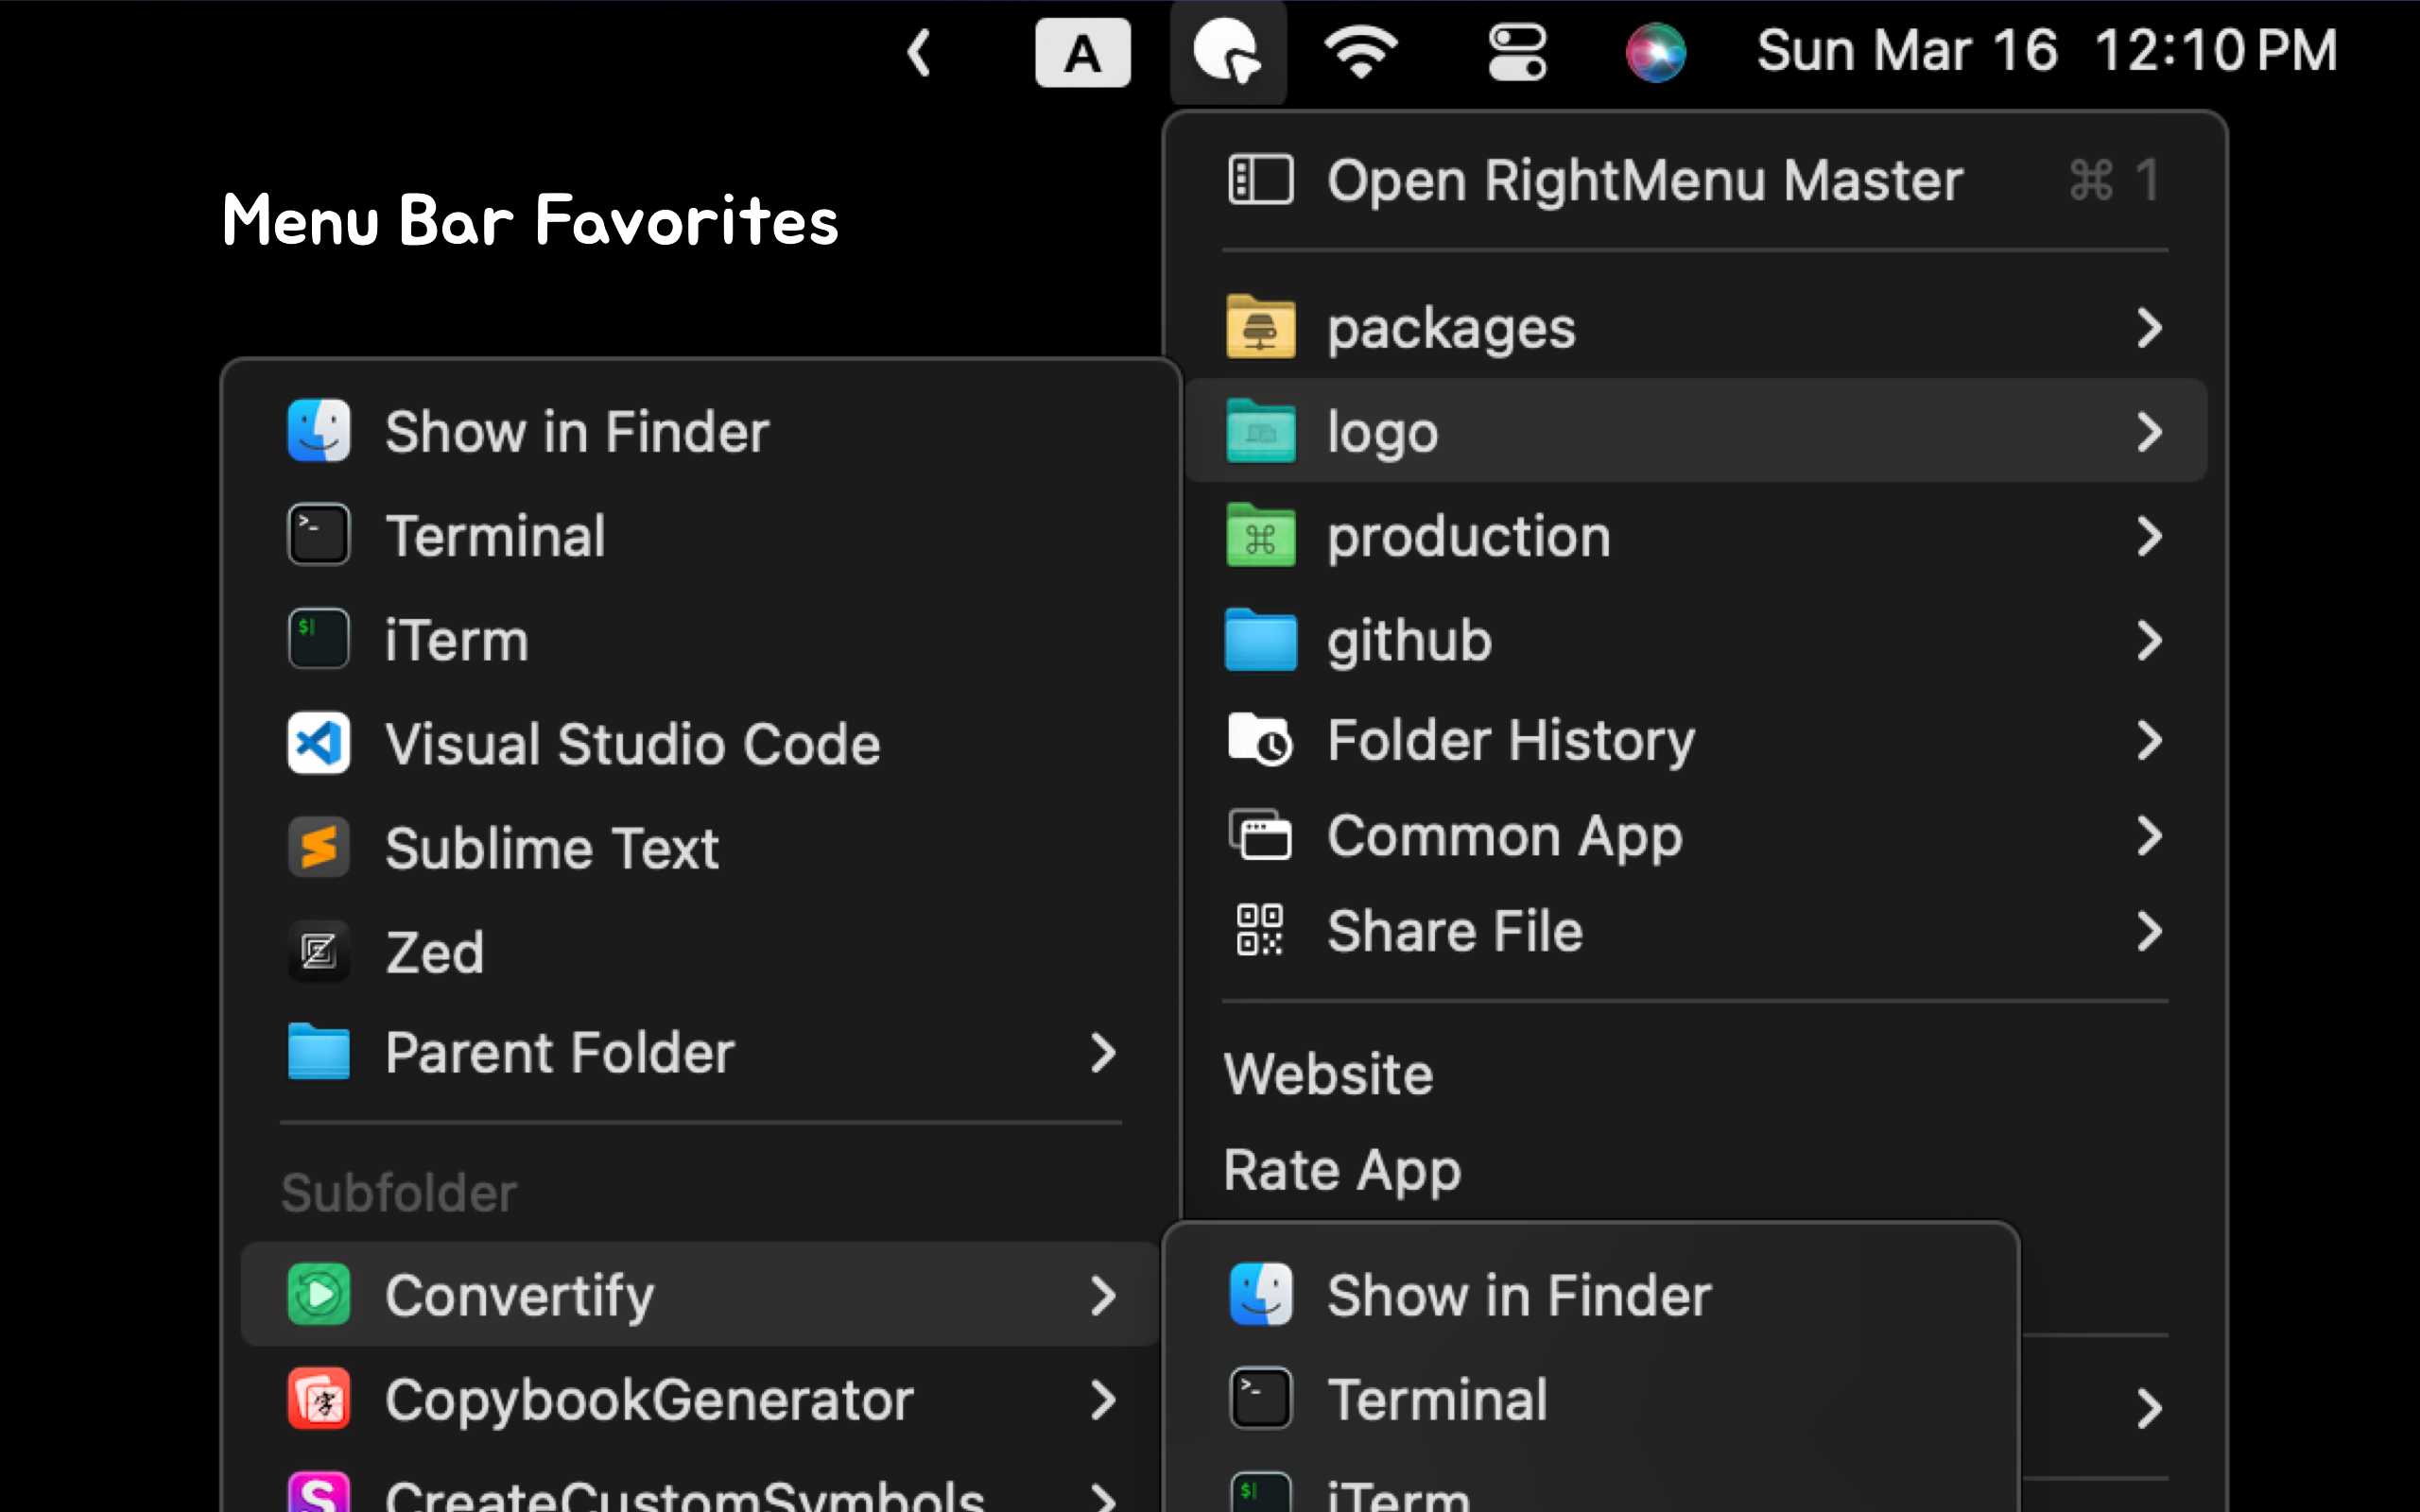 A
Sun Mar 16 12:10 PM
Menu Bar Favorites
Open RightMenu Master ⌘ 1
packages
logo
production
github
Folder History
Common App
Share File
Website
Rate App
Show in Finder
Terminal
iTerm
Visual Studio Code
Sublime Text
Zed
Parent Folder
Subfolder
Convertify
CopybookGenerator
CreateCustomSymbols
Show in Finder
Terminal
iTerm